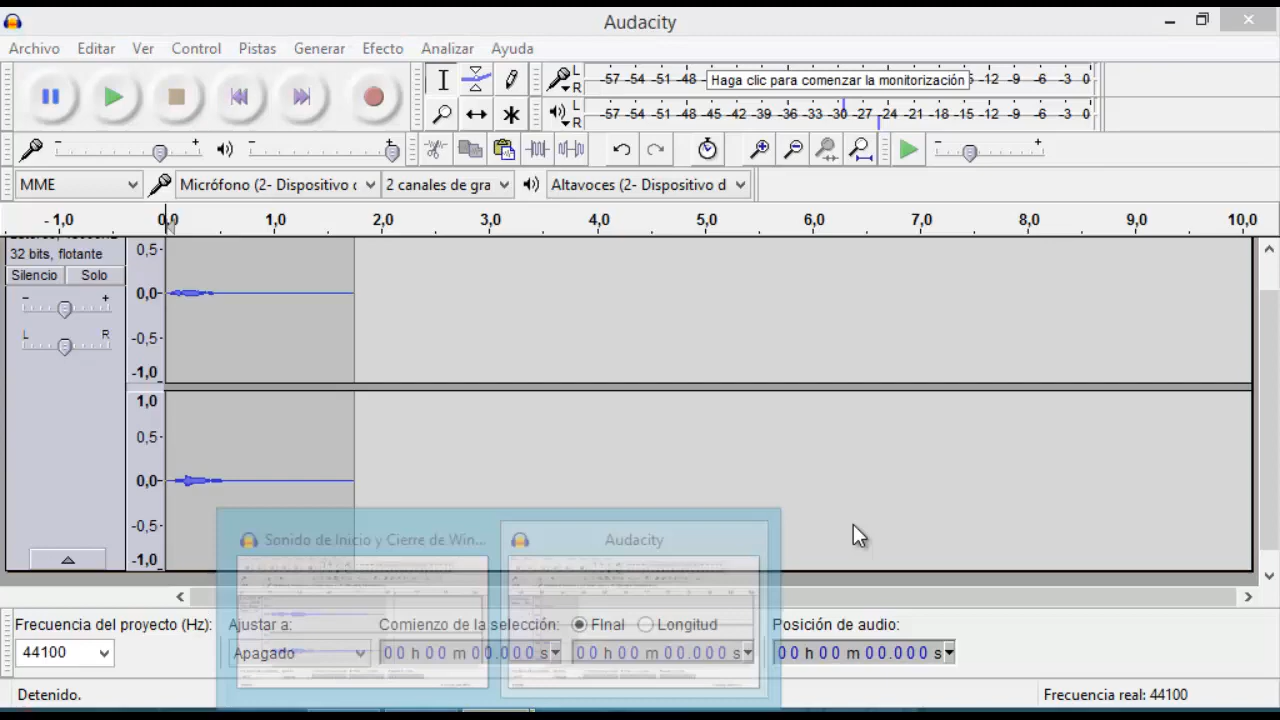 Audacity
Archivo Editar Ver Control Pistas Generar Efecto Analizar Ayuda
L R -57 -54 -51 -48 Haga clic para comenzar la monitorización -12 -9 -6 -3 0
L R -57 -54 -51 -48 -45 -42 -39 -36 -33 -30 -27 -24 -21 -18 -15 -12 -9 -6 -3 0
- + - + - +
MME Micrófono (2- Dispositivo 2 canales de gra Altavoces (2- Dispositivo d
- 1,0 0,0 1,0 2,0 3,0 4,0 5,0 6,0 7,0 8,0 9,0 10,0
32 bits, flotante
Silencio Solo
- +
L R
0,5
0,0
-0,5
-1,0
1,0
0,5
0,0
-0,5
-1,0
Sonido de Inicio y Cierre de Win... Audacity
Frecuencia del proyecto (Hz): Ajustar a: Comienzo de la selección: Final Longitud Posición de audio:
44100 Apagado 00 h 00 m 00.000 s 00 h 00 m 00.000 s 00 h 00 m 00.000 s
Detenido. Frecuencia real: 44100